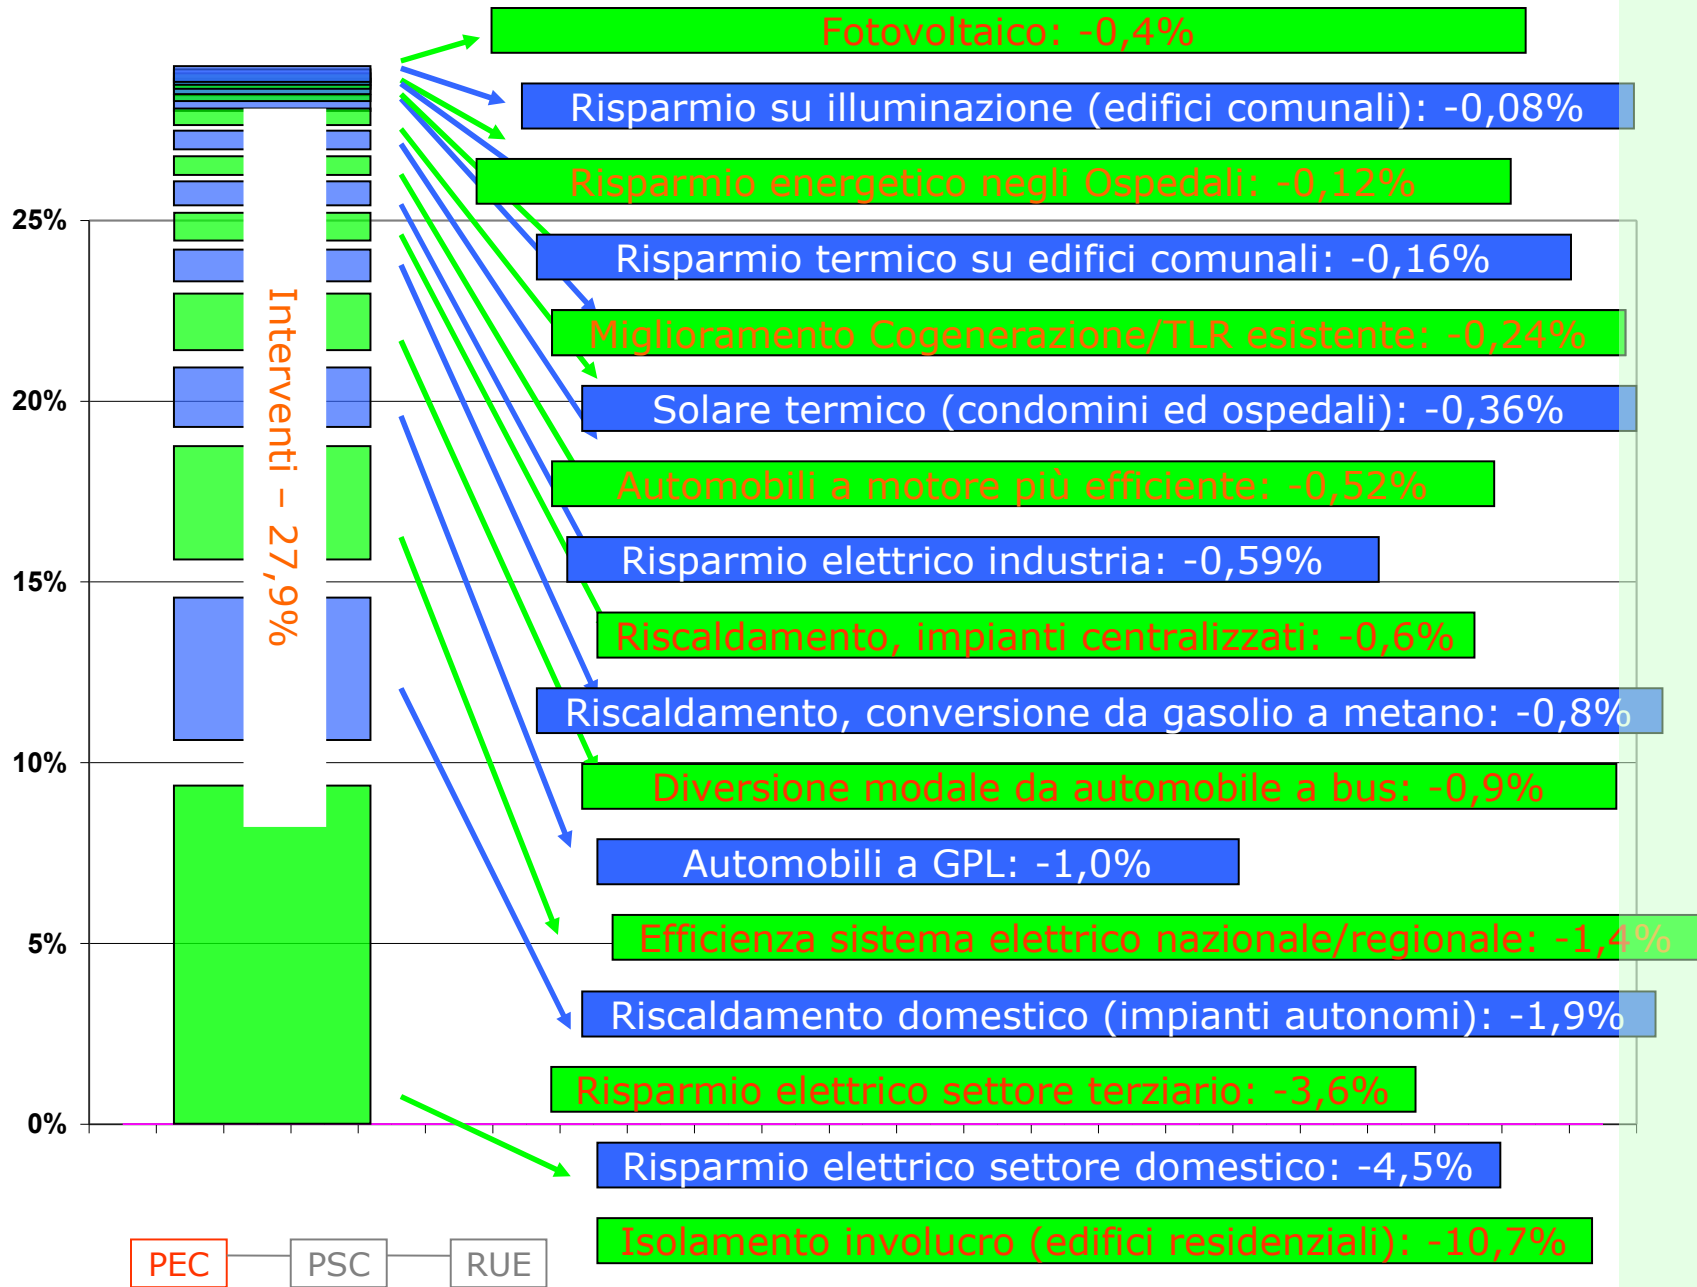 Fotovoltaico: -0,4%
Risparmio su illuminazione (edifici comunali): -0,08%
Risparmio energetico negli Ospedali: -0,12%
25%
Risparmio termico su edifici comunali: -0,16%
Miglioramento Cogenerazione/TLR esistente: -0,24%
20%
Solare termico (condomini ed ospedali): -0,36%
Interventi – 27,9%
Automobili a motore più efficiente: -0,52%
Risparmio elettrico industria: -0,59%
15%
Riscaldamento, impianti centralizzati: -0,6%
Riscaldamento, conversione da gasolio a metano: -0,8%
10%
Diversione modale da automobile a bus: -0,9%
Automobili a GPL: -1,0%
5%
Efficienza sistema elettrico nazionale/regionale: -1,4%
Riscaldamento domestico (impianti autonomi): -1,9%
Risparmio elettrico settore terziario: -3,6%
0%
Risparmio elettrico settore domestico: -4,5%
Isolamento involucro (edifici residenziali): -10,7%
PEC PSC RUE